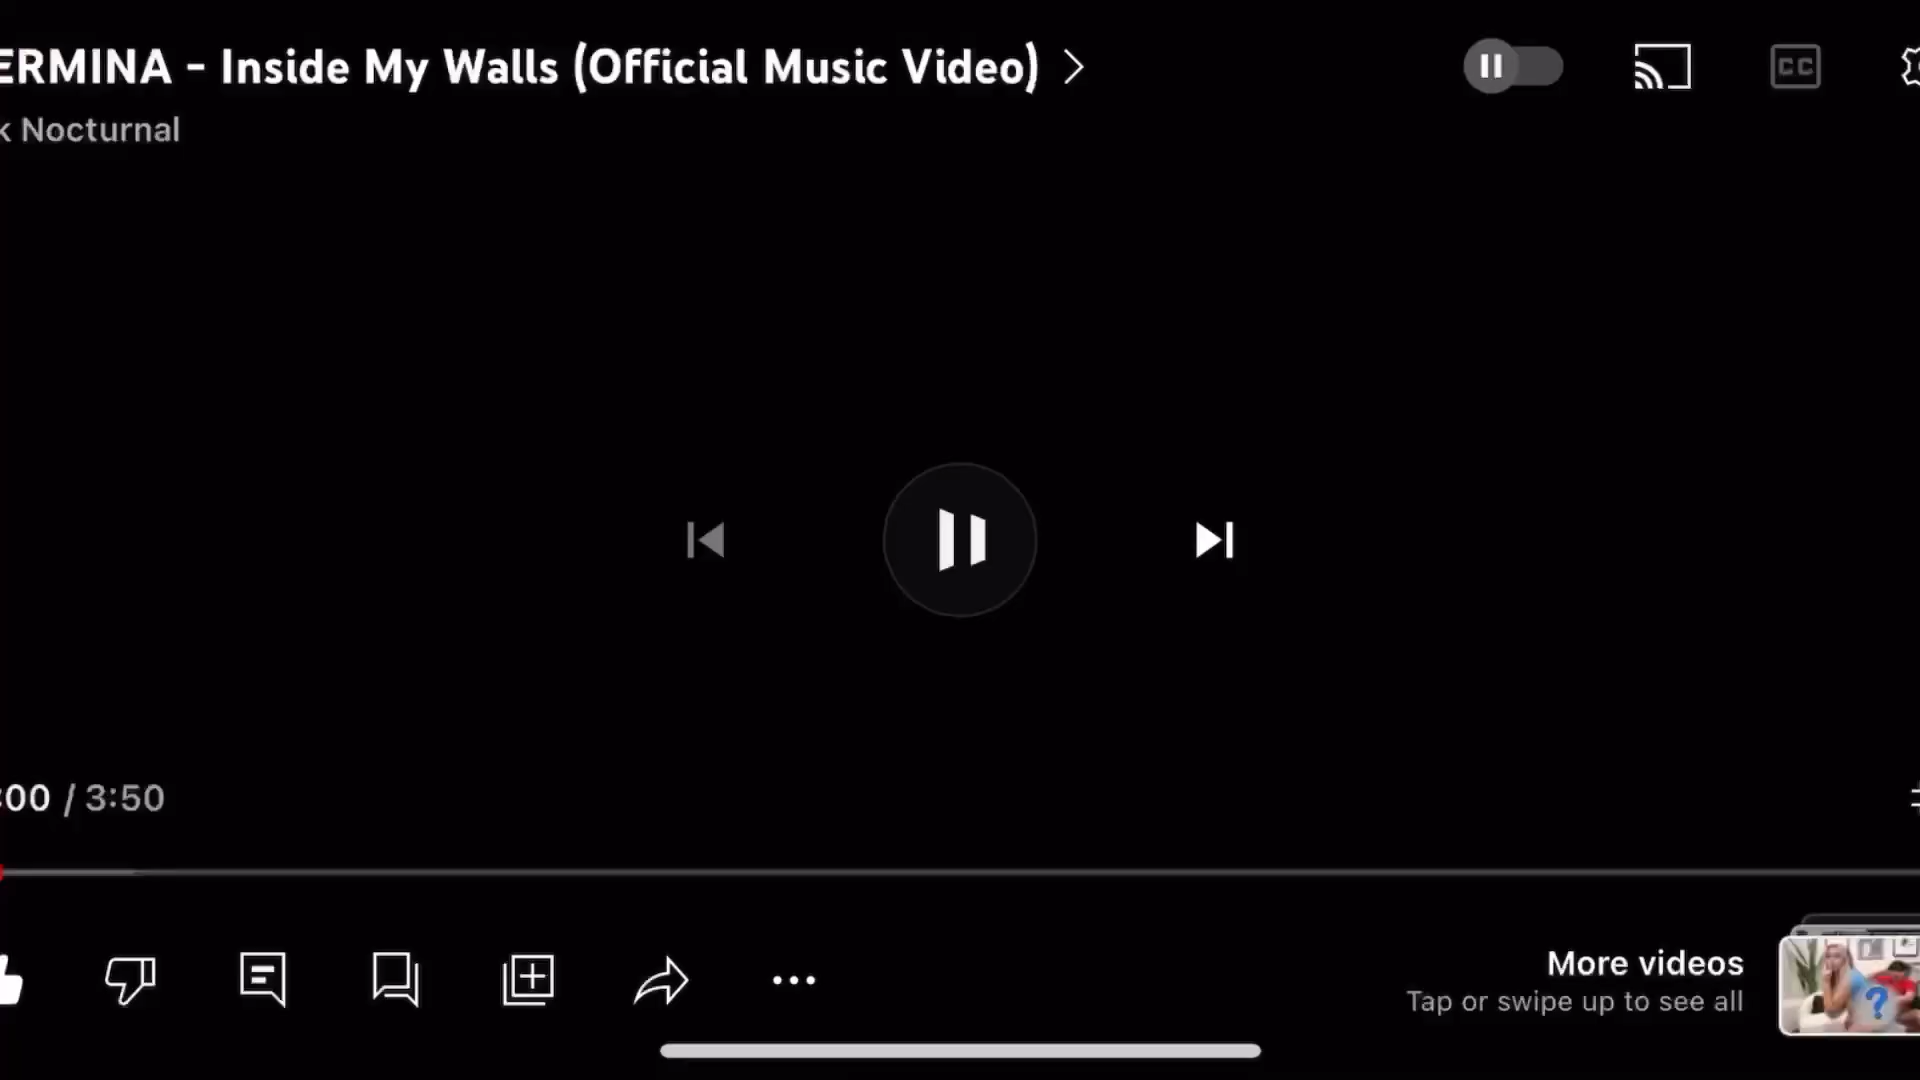 ERMINA - Inside My Walls (Official Music Video)
k Nocturnal
CC
:00 / 3:50
More videos
Tap or swipe up to see all
?